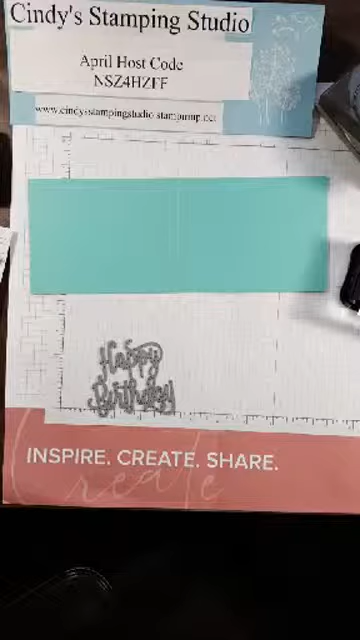 Cindy's Stamping Studio
April Host Code
NSZ4HZFF
www.cindysstampingstudio.stampinup.net
Happy
Birthday
INSPIRE. CREATE. SHARE.
Create